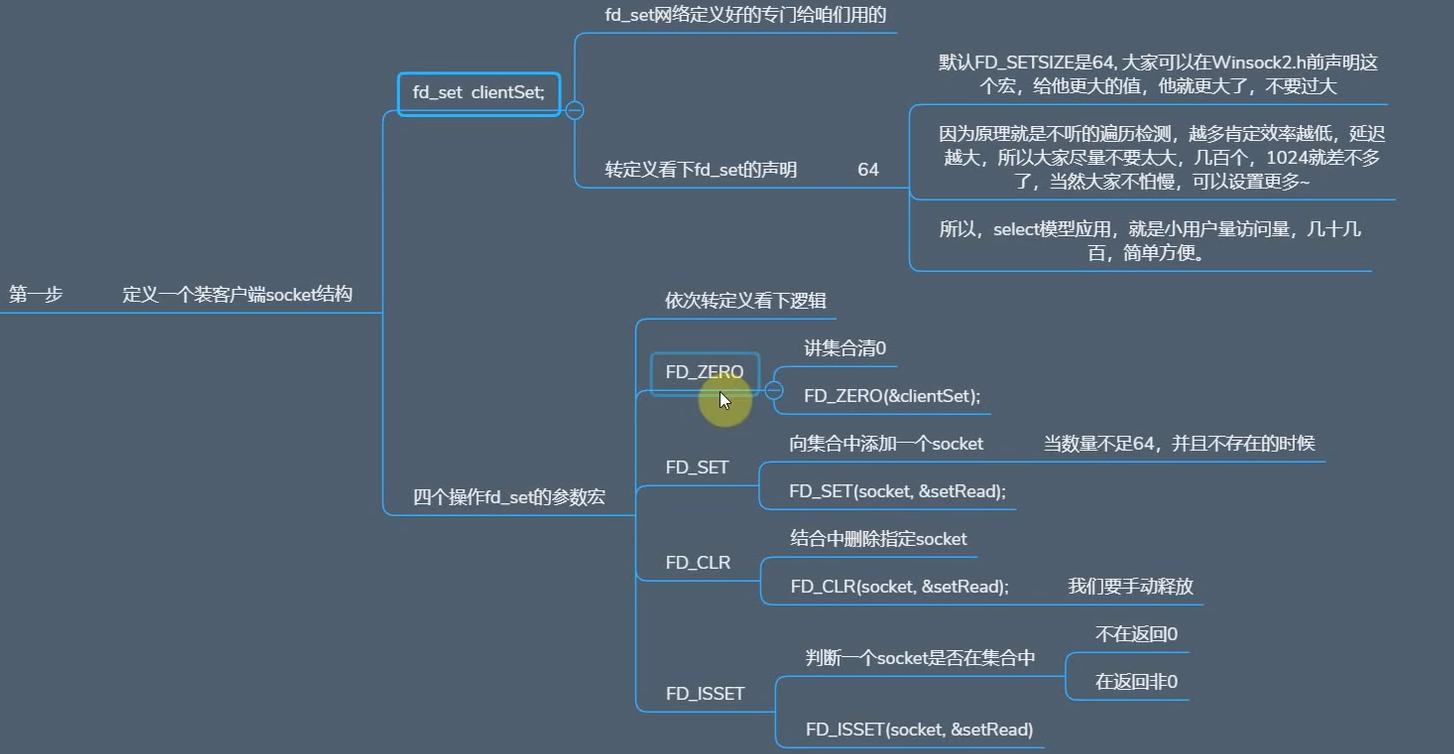 fd_set网络定义好的专门给咱们用的
fd_set clientSet;
默认FD_SETSIZE是64, 大家可以在Winsock2.h前声明这
个宏，给他更大的值，他就更大了，不要过大
因为原理就是不听的遍历检测，越多肯定效率越低，延迟
越大，所以大家尽量不要太大，几百个，1024就差不多
了，当然大家不怕慢，可以设置更多~
转定义看下fd_set的声明
64
所以，select模型应用，就是小用户量访问量，几十几
百，简单方便。
第一步
定义一个装客户端socket结构
四个操作fd_set的参数宏
依次转定义看下逻辑
FD_ZERO
讲集合清0
FD_ZERO(&clientSet);
FD_SET
向集合中添加一个socket
当数量不足64，并且不存在的时候
FD_SET(socket, &setRead);
FD_CLR
结合中删除指定socket
FD_CLR(socket, &setRead);
我们要手动释放
FD_ISSET
判断一个socket是否在集合中
不在返回0
在返回非0
FD_ISSET(socket, &setRead)